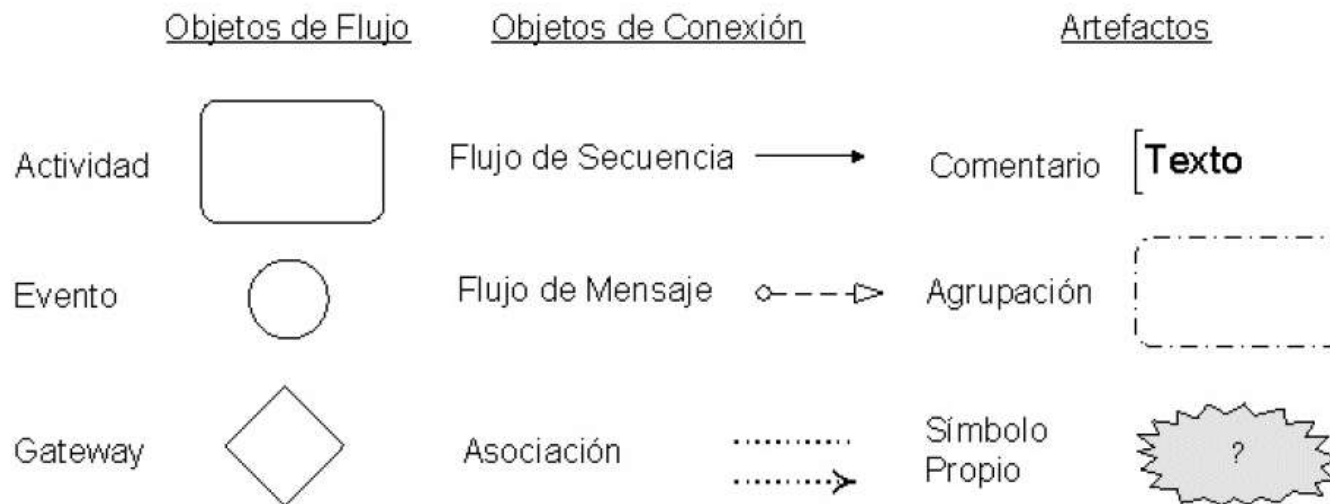 Objetos de Flujo
Objetos de Conexión
Artefactos
Actividad
Flujo de Secuencia
Comentario
Texto
Evento
Flujo de Mensaje
Agrupación
Gateway
Asociación
Símbolo
Propio
?